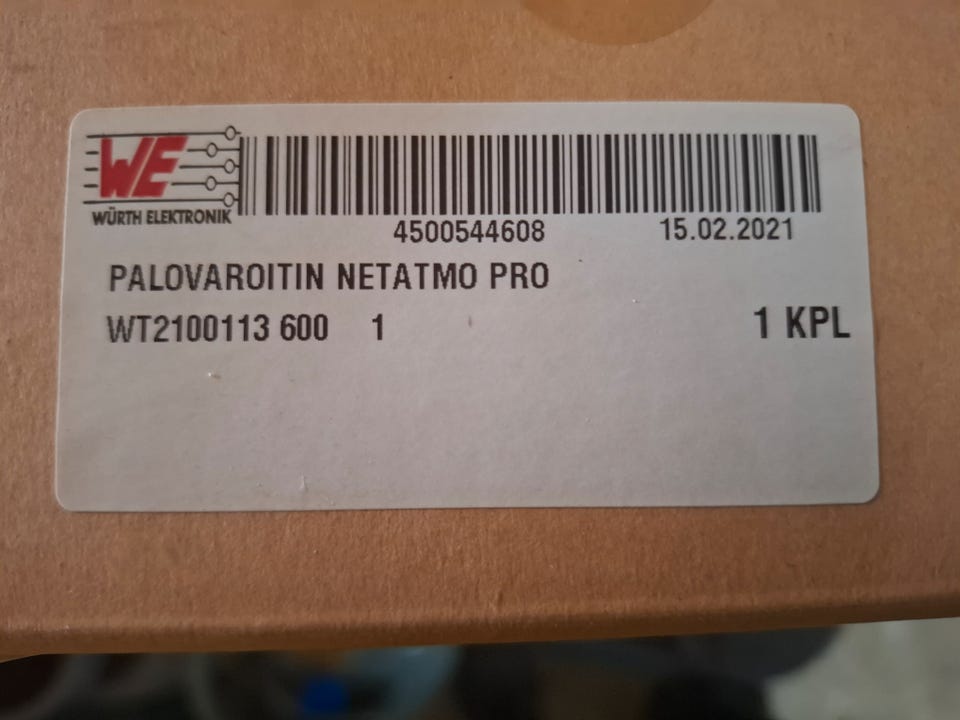 WE
WÜRTH ELEKTRONIK
4500544608 15.02.2021
PALOVAROITIN NETATMO PRO
WT2100113 600 1 1 KPL